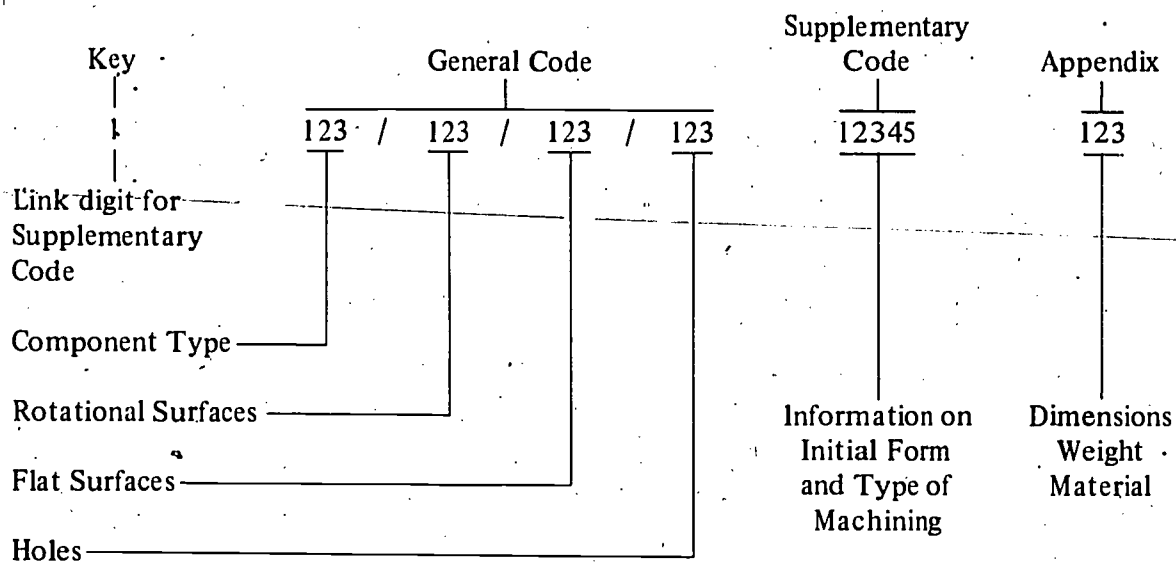 Key
General Code
Supplementary
Code
Appendix
1
123 / 123 / 123 / 123
12345
123
Link digit for
Supplementary
Code
Component Type
Rotational Surfaces
Flat Surfaces
Holes
Information on
Initial Form
and Type of
Machining
Dimensions
Weight
Material